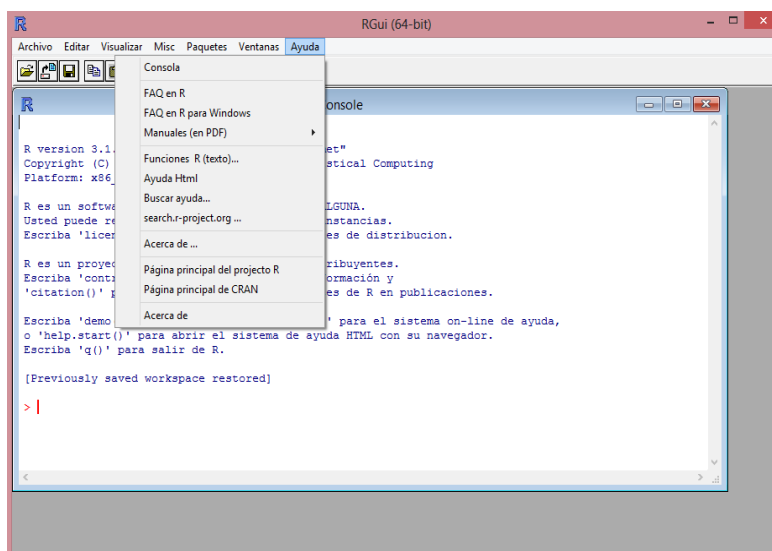 RGui (64-bit)
Archivo Editar Visualizar Misc Paquetes Ventanas Ayuda
Consola
FAQ en R
FAQ en R para Windows
Manuales (en PDF)
Funciones R (texto)...
Ayuda Html
Buscar ayuda...
search.r-project.org ...
Acerca de ...
Página principal del projecto R
Página principal de CRAN
Acerca de
onsole
R version 3.1. et"
Copyright (C) stical Computing
Platform: x86_
R es un softwa LGUNA.
Usted puede re nstancias.
Escriba 'licen es de distribucion.
R es un proyec ribuyentes.
Escriba 'contr ormación y
'citation()' p es de R en publicaciones.
Escriba 'demo ' para el sistema on-line de ayuda,
o 'help.start()' para abrir el sistema de ayuda HTML con su navegador.
Escriba 'q()' para salir de R.
[Previously saved workspace restored]
>